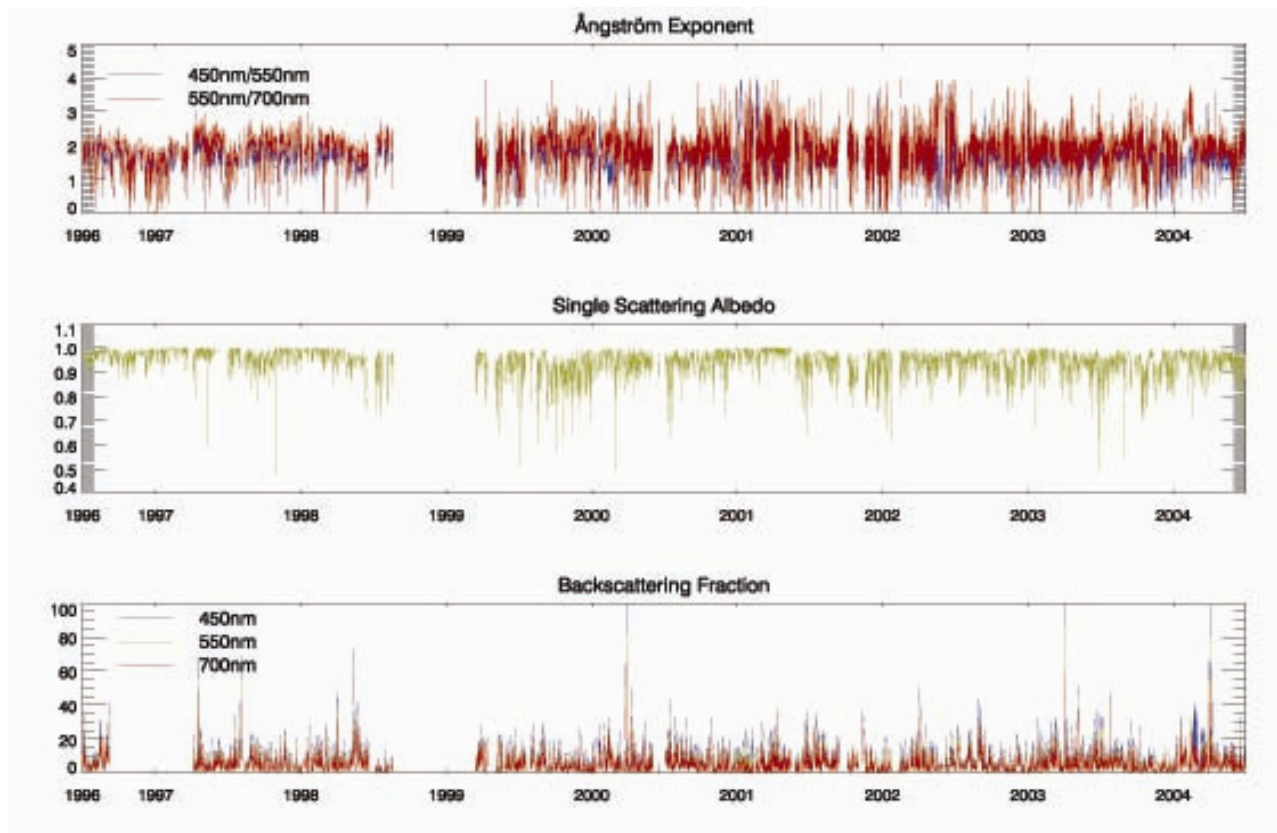 Ångström Exponent
5
450nm/550nm
4
550nm/700nm
3
2
1
0
1996 1997 1998 1999 2000 2001 2002 2003 2004
Single Scattering Albedo
1.1
1.0
0.9
0.8
0.7
0.6
0.5
0.4
1996 1997 1998 1999 2000 2001 2002 2003 2004
Backscattering Fraction
100
450nm
80
550nm
700nm
60
40
20
0
1996 1997 1998 1999 2000 2001 2002 2003 2004